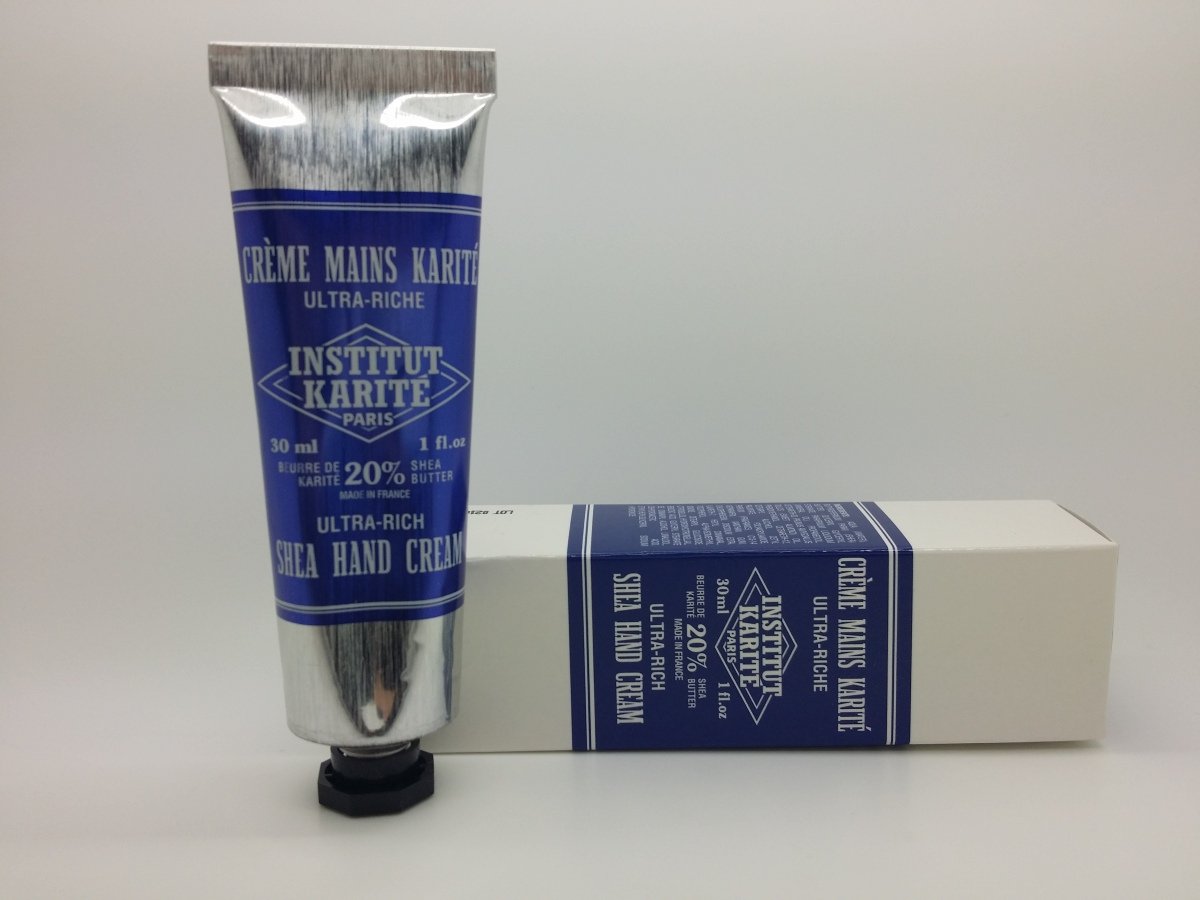 CRÈME MAINS KARITÉ
ULTRA-RICHE
INSTITUT
KARITÉ
PARIS
30 ml 1 fl.oz
BEURRE DE KARITÉ 20% SHEA BUTTER
MADE IN FRANCE
ULTRA-RICH
SHEA HAND CREAM
LOT
CRÈME MAINS KARITÉ
ULTRA-RICHE
INSTITUT
KARITÉ
PARIS
30ml 1 fl.oz
BEURRE DE KARITÉ 20% SHEA BUTTER
MADE IN FRANCE
ULTRA-RICH
SHEA HAND CREAM